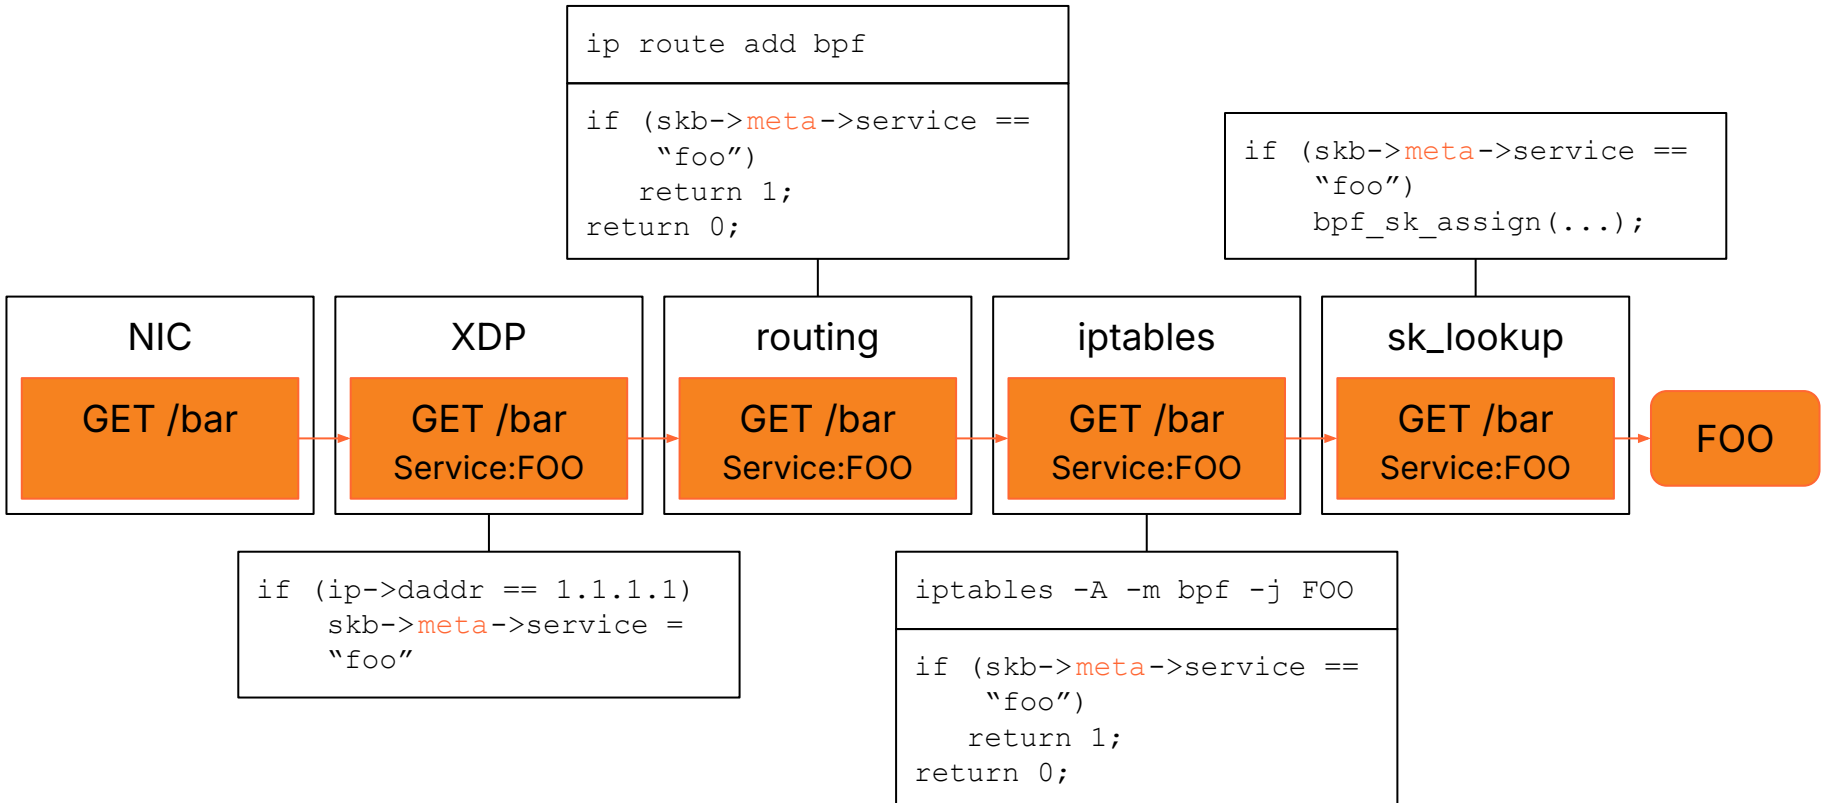 ip route add bpf
if (skb->meta->service ==
“foo”)
return 1;
return 0;
if (skb->meta->service ==
“foo”)
bpf_sk_assign(...);
NIC
GET /bar
XDP
GET /bar
Service:FOO
routing
GET /bar
Service:FOO
iptables
GET /bar
Service:FOO
sk_lookup
GET /bar
Service:FOO
FOO
if (ip->daddr == 1.1.1.1)
skb->meta->service =
“foo”
iptables -A -m bpf -j FOO
if (skb->meta->service ==
“foo”)
return 1;
return 0;